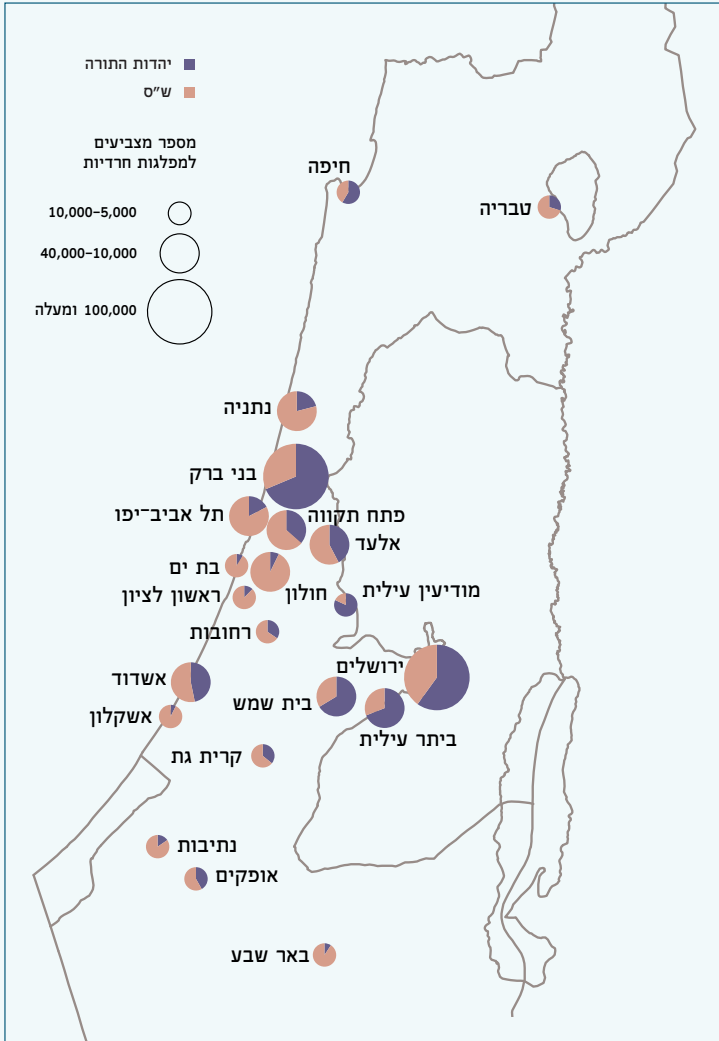 יהדות התורה
ש"ס
מספר מצביעים
למפלגות חרדיות
10,000–5,000
40,000–10,000
100,000 ומעלה
חיפה
טבריה
נתניה
בני ברק
תל אביב-יפו
פתח תקווה
אלעד
בת ים
חולון
מודיעין עילית
ראשון לציון
רחובות
ירושלים
אשדוד
בית שמש
אשקלון
ביתר עילית
קרית גת
נתיבות
אופקים
באר שבע